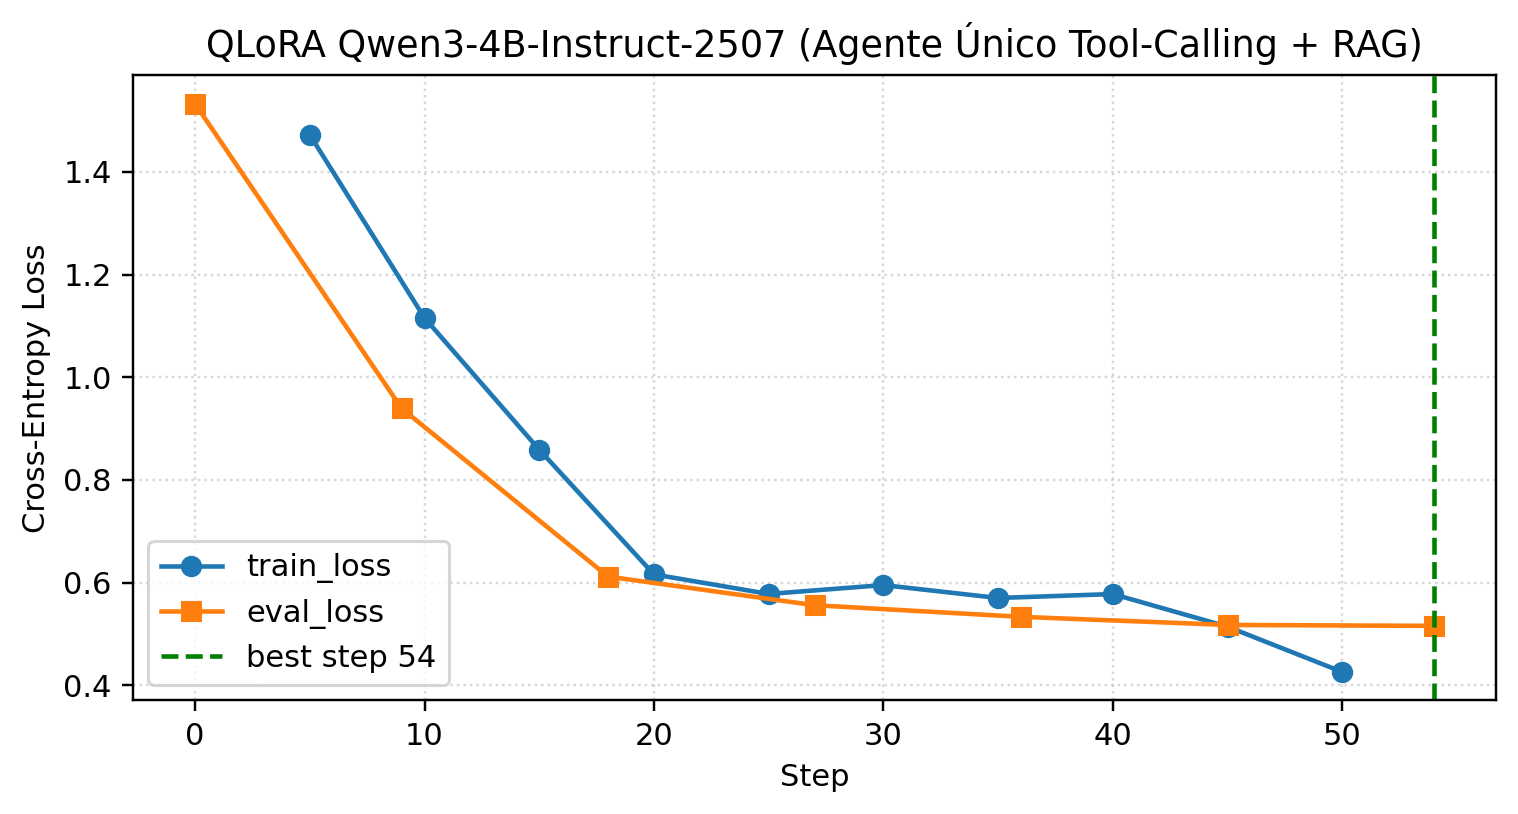 QLoRA Qwen3-4B-Instruct-2507 (Agente Único Tool-Calling + RAG)
Cross-Entropy Loss
1.4
1.2
1.0
0.8
0.6
0.4
train_loss
eval_loss
best step 54
0 10 20 30 40 50
Step